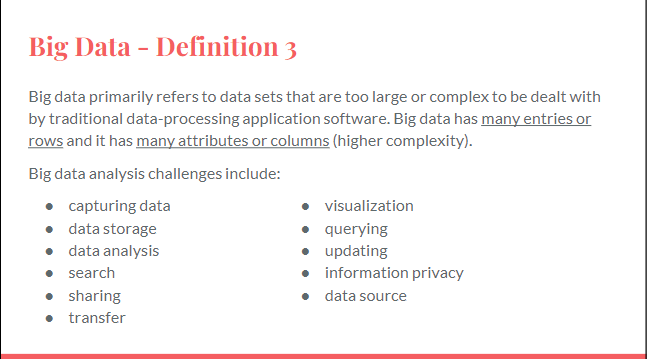 Big Data - Definition 3
Big data primarily refers to data sets that are too large or complex to be dealt with
by traditional data-processing application software. Big data has many entries or
rows and it has many attributes or columns (higher complexity).
Big data analysis challenges include:
● capturing data
● data storage
● data analysis
● search
● sharing
● transfer
● visualization
● querying
● updating
● information privacy
● data source